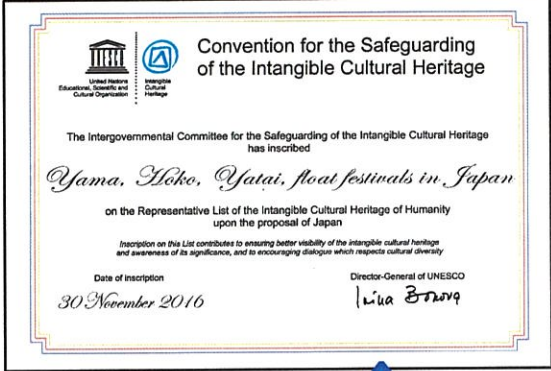 Convention for the Safeguarding
of the Intangible Cultural Heritage
United Nations
Educational, Scientific and
Cultural Organization
Intangible
Cultural
Heritage
The Intergovernmental Committee for the Safeguarding of the Intangible Cultural Heritage
has inscribed
Yama, Hoko, Yatai, float festivals in Japan
on the Representative List of the Intangible Cultural Heritage of Humanity
upon the proposal of Japan
Inscription on this List contributes to ensuring better visibility of the intangible cultural heritage
and awareness of its significance, and to encouraging dialogue which respects cultural diversity
Date of inscription
30 November 2016
Director-General of UNESCO
Irina Bokova